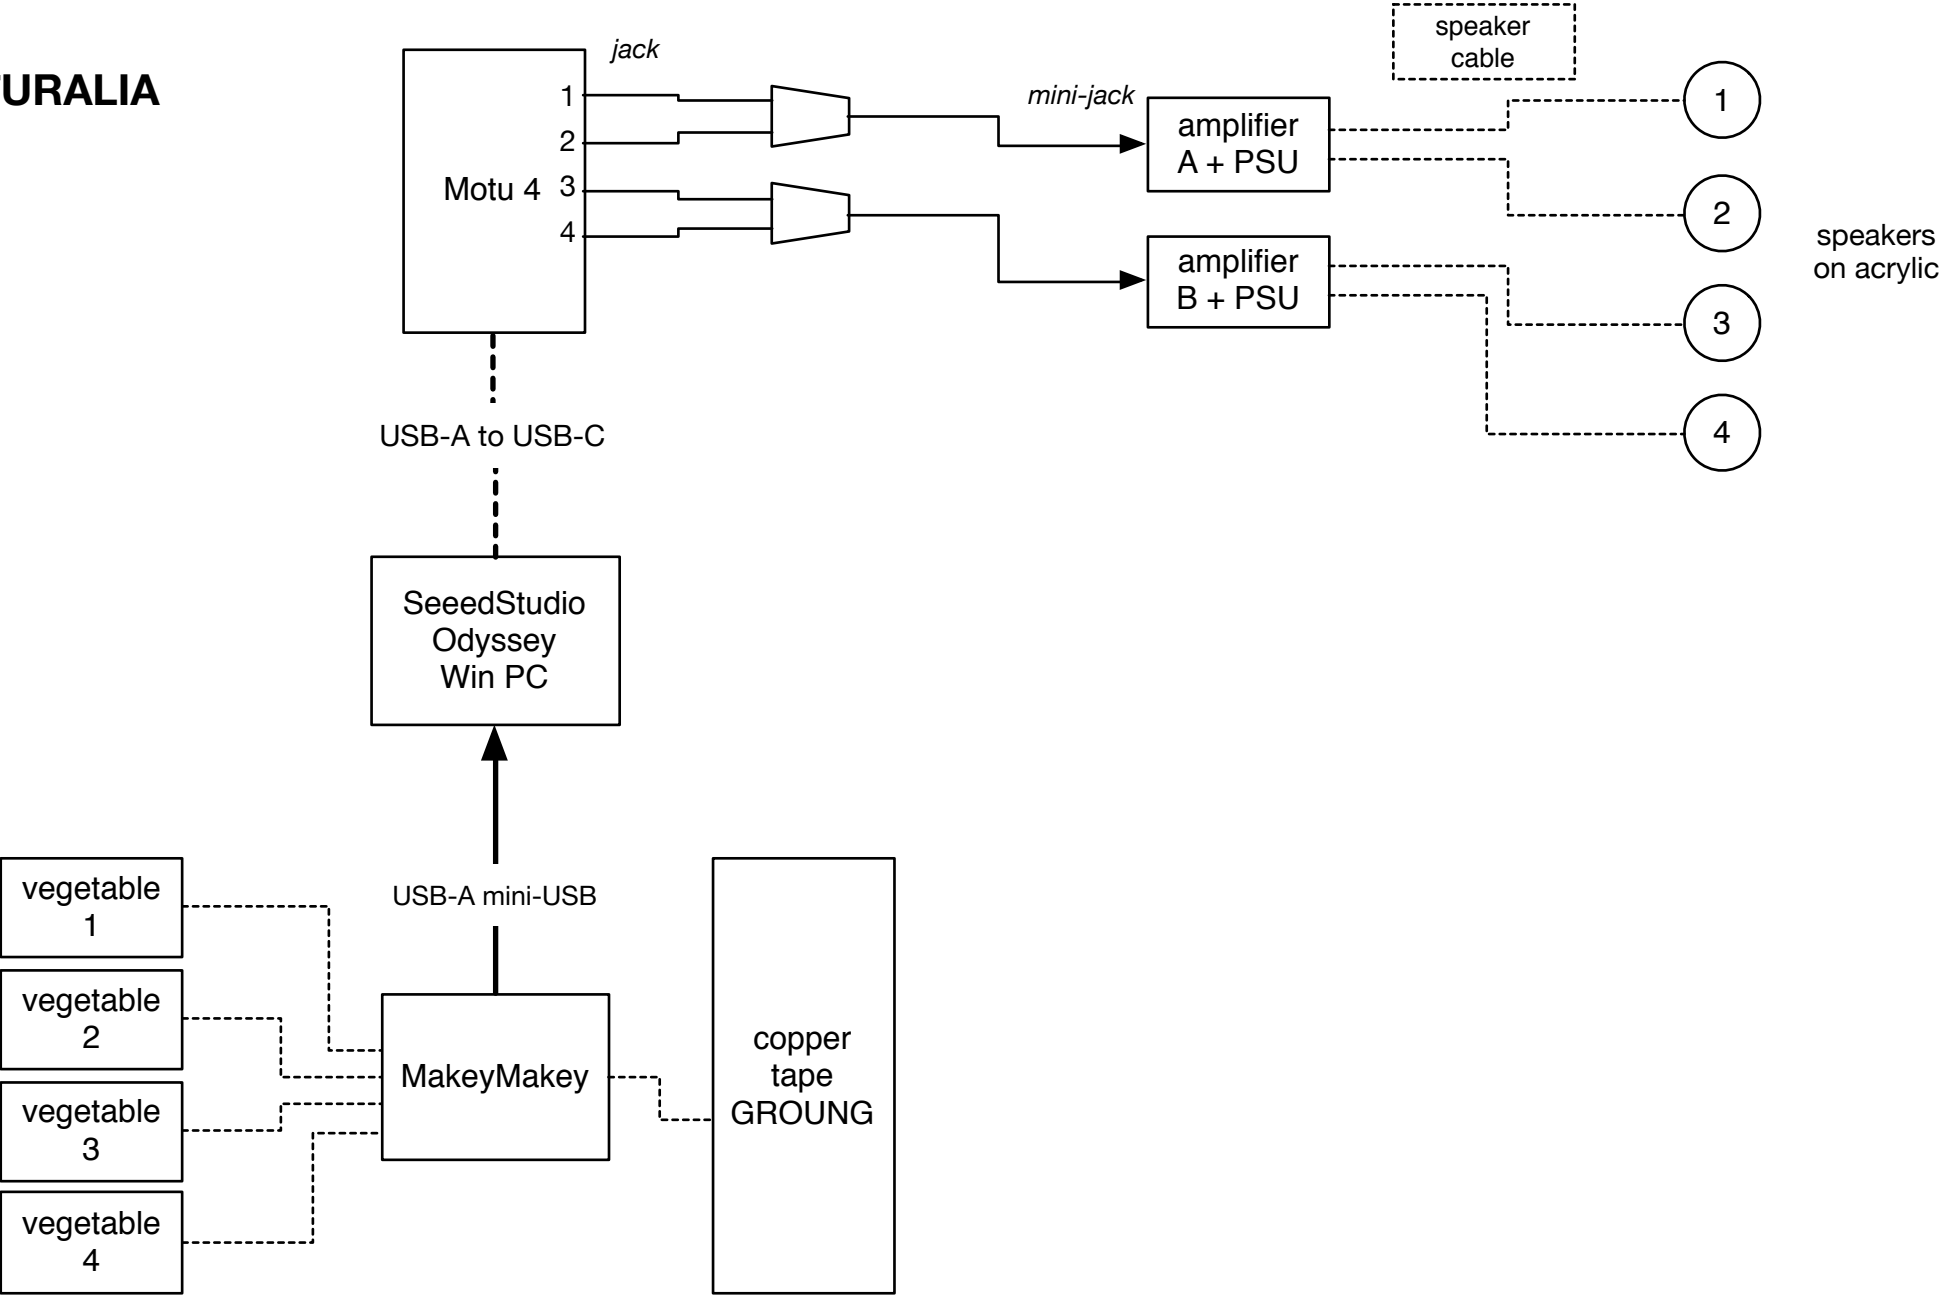 URALIA
jack
1
2
3
4
Motu 4
mini-jack
amplifier
A + PSU
amplifier
B + PSU
speaker
cable
1
2
3
4
speakers
on acrylic
USB-A to USB-C
SeeedStudio
Odyssey
Win PC
USB-A mini-USB
vegetable
1
vegetable
2
vegetable
3
vegetable
4
MakeyMakey
copper
tape
GROUNG